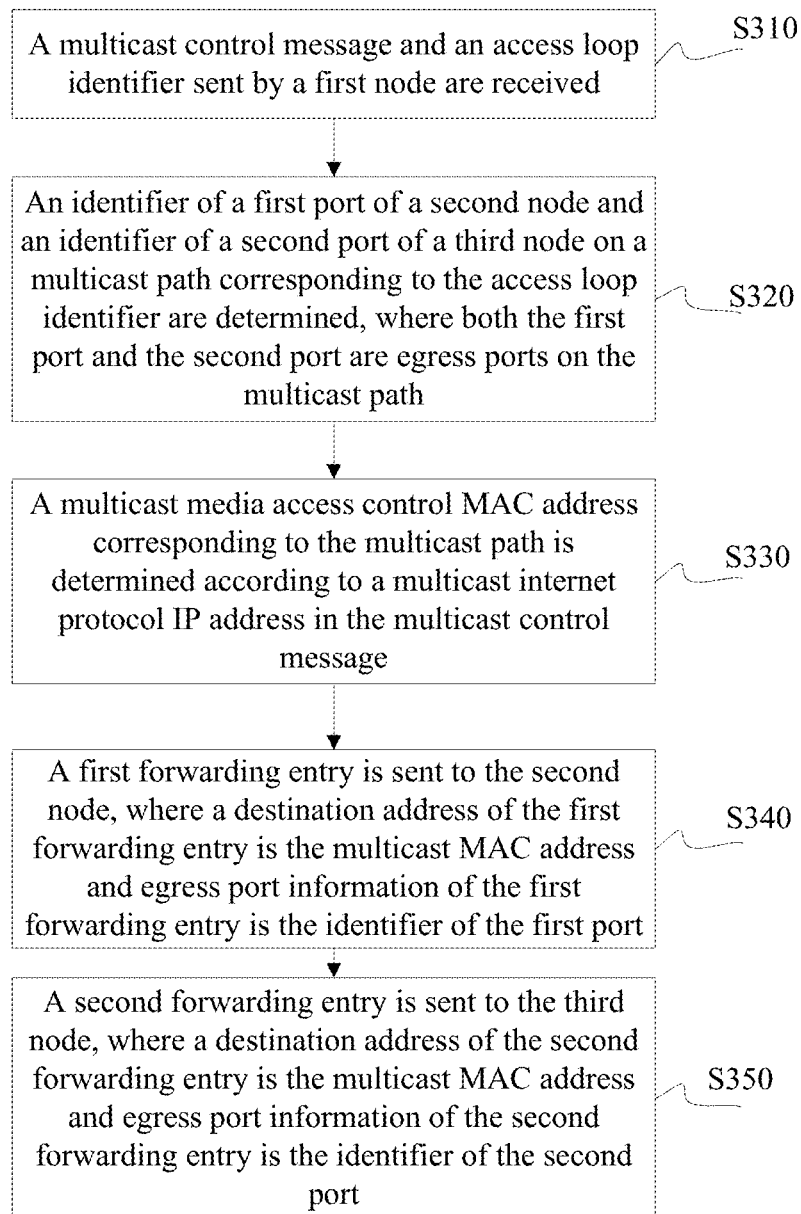 A multicast control message and an access loop
identifier sent by a first node are received
S310
An identifier of a first port of a second node and
an identifier of a second port of a third node on a
multicast path corresponding to the access loop
identifier are determined, where both the first
port and the second port are egress ports on the
multicast path
S320
A multicast media access control MAC address
corresponding to the multicast path is
determined according to a multicast internet
protocol IP address in the multicast control
message
S330
A first forwarding entry is sent to the second
node, where a destination address of the first
forwarding entry is the multicast MAC address
and egress port information of the first
forwarding entry is the identifier of the first port
S340
A second forwarding entry is sent to the third
node, where a destination address of the second
forwarding entry is the multicast MAC address
and egress port information of the second
forwarding entry is the identifier of the second
port
S350